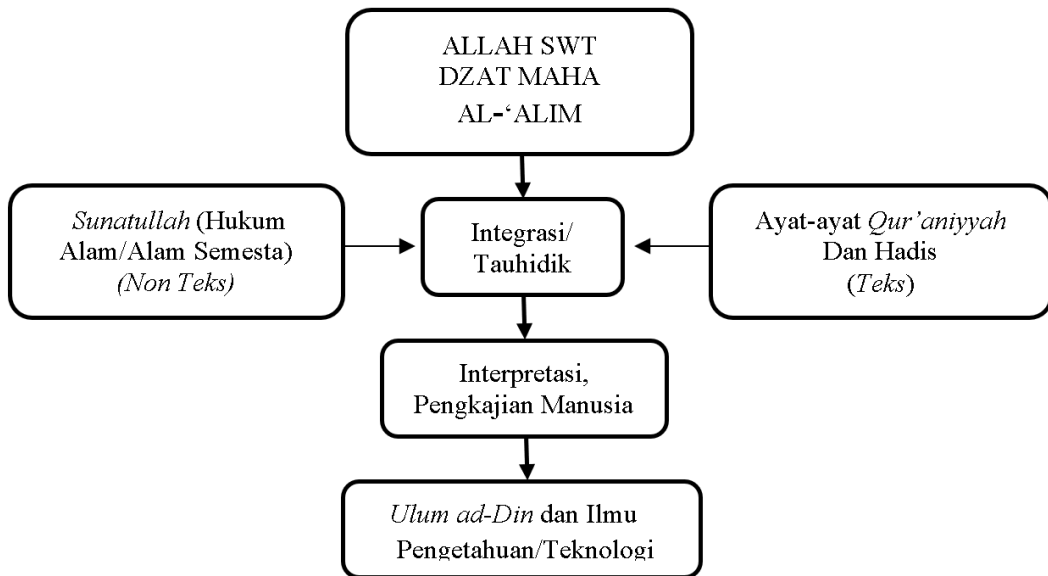 ALLAH SWT
DZAT MAHA
AL-‘ALIM
Sunatullah (Hukum
Alam/Alam Semesta)
(Non Teks)
Integrasi/
Tauhidik
Ayat-ayat Qur’aniyyah
Dan Hadis
(Teks)
Interpretasi,
Pengkajian Manusia
Ulum ad-Din dan Ilmu
Pengetahuan/Teknologi